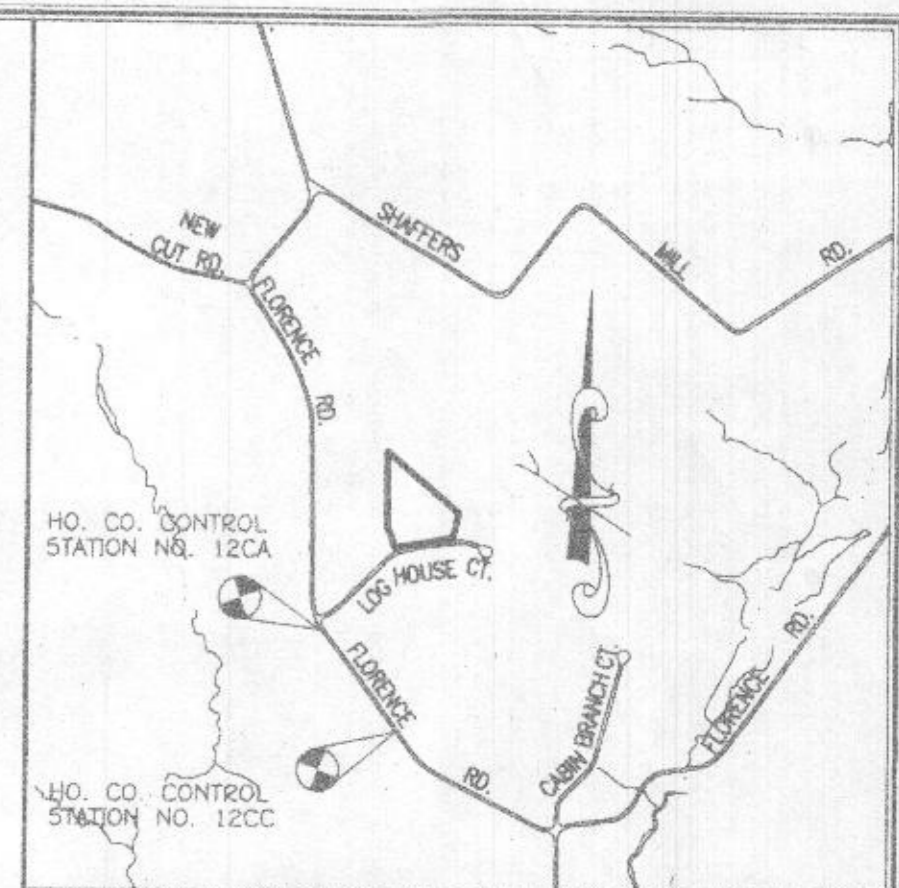 NEW
CUT RD.
SHAFFERS
MILL
RD.
FLORENCE
RD.
HO. CO. CONTROL
STATION NO. 12CA
LOG HOUSE CT.
FLORENCE
RD.
CABIN BRANCH CT.
FLORENCE
RD.
HO. CO. CONTROL
STATION NO. 12CC